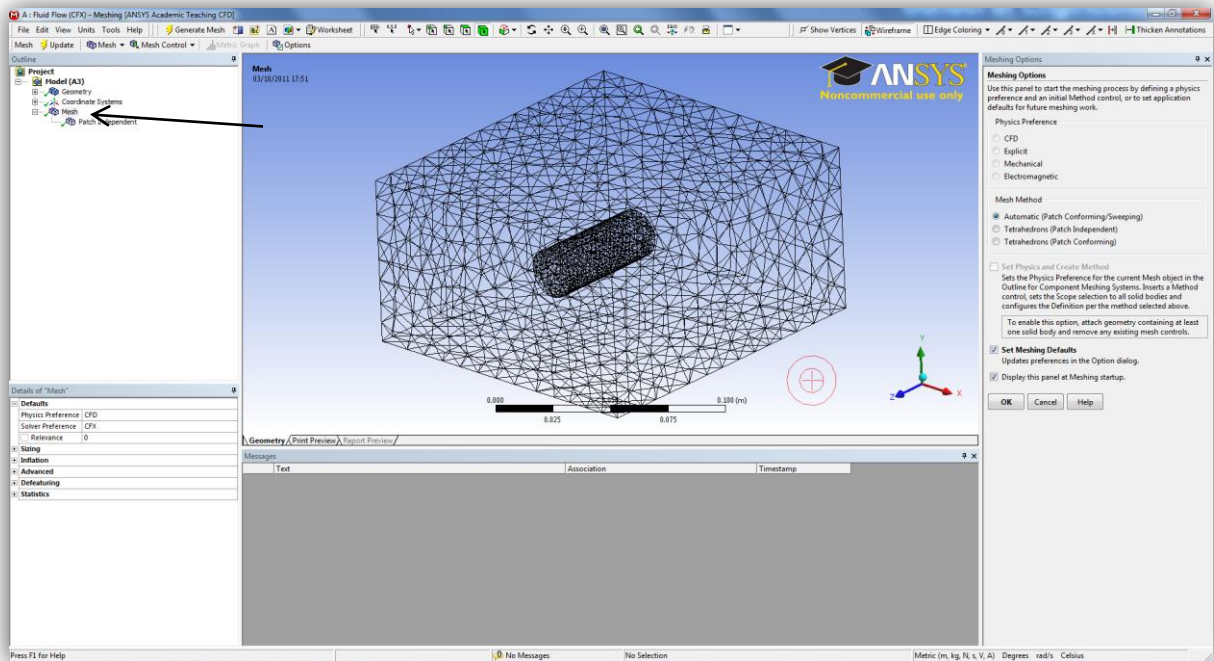 A : Fluid Flow (CFX) - Meshing [ANSYS Academic Teaching CFD]
File Edit View Units Tools Help Generate Mesh Worksheet Show Vertices Wireframe Edge Coloring Thicken Annotations
Mesh Update Mesh Mesh Control Metric Graph Options
Outline
Project
Model (A3)
Geometry
Coordinate Systems
Mesh
Patch Independent
Details of "Mesh"
Defaults
Physics Preference CFD
Solver Preference CFX
Relevance 0
Sizing
Inflation
Advanced
Defeaturing
Statistics
Mesh
03/10/2011 17:51
ANSYS
Noncommercial use only
Y
Z X
0.000 0.100 (m)
0.025 0.075
Geometry Print Preview Report Preview
Messages
Text Association Timestamp
Meshing Options
Meshing Options
Use this panel to start the meshing process by defining a physics
preference and an initial Method control, or to set application
defaults for future meshing work.
Physics Preference
CFD
Explicit
Mechanical
Electromagnetic
Mesh Method
Automatic (Patch Conforming/Sweeping)
Tetrahedrons (Patch Independent)
Tetrahedrons (Patch Conforming)
Set Physics and Create Method
Sets the Physics Preference for the current Mesh object in the
Outline for Component Meshing Systems. Inserts a Method
control, sets the Scope selection to all solid bodies and
configures the Definition per the method selected above.
To enable this option, attach geometry containing at least
one solid body and remove any existing mesh controls.
Set Meshing Defaults
Updates preferences in the Option dialog.
Display this panel at Meshing startup.
OK Cancel Help
Press F1 for Help No Messages No Selection Metric (m, kg, N, s, V, A) Degrees rad/s Celsius